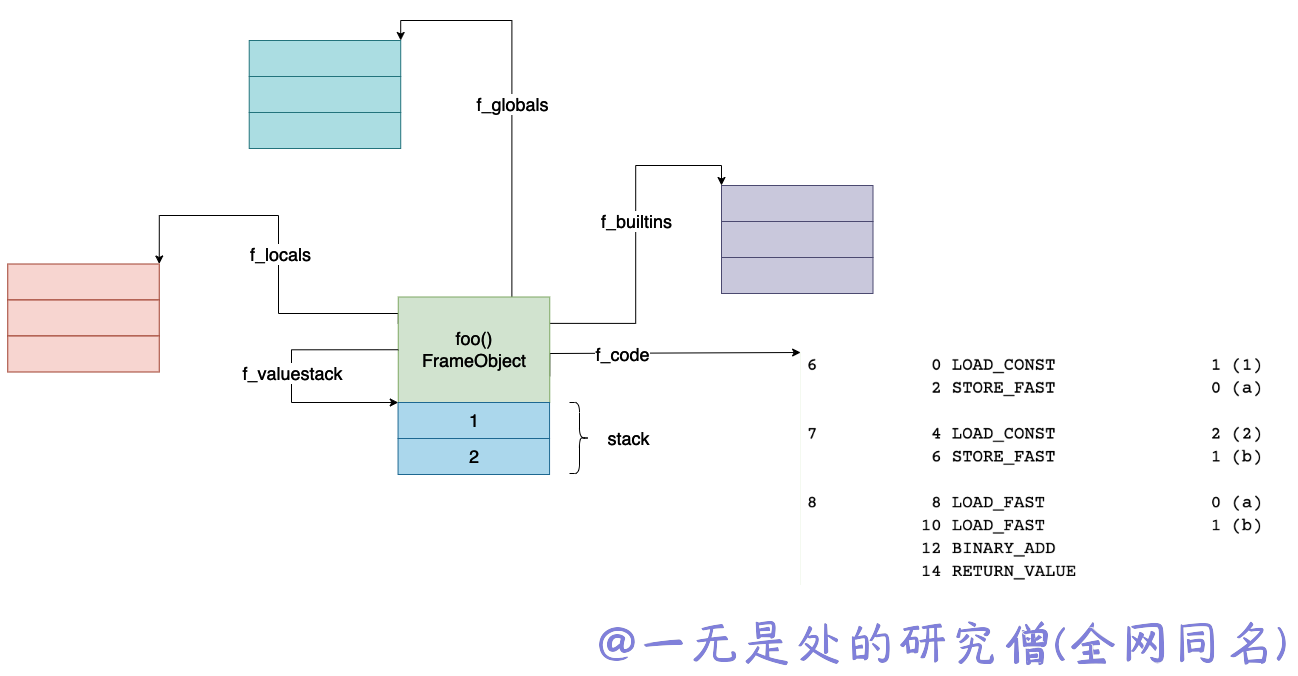 f_globals
f_builtins
f_locals
foo()
FrameObject
f_code
f_valuestack
1
2
stack
6 0 LOAD_CONST 1 (1)
2 STORE_FAST 0 (a)
7 4 LOAD_CONST 2 (2)
6 STORE_FAST 1 (b)
8 8 LOAD_FAST 0 (a)
10 LOAD_FAST 1 (b)
12 BINARY_ADD
14 RETURN_VALUE
@一无是处的研究僧(全网同名)